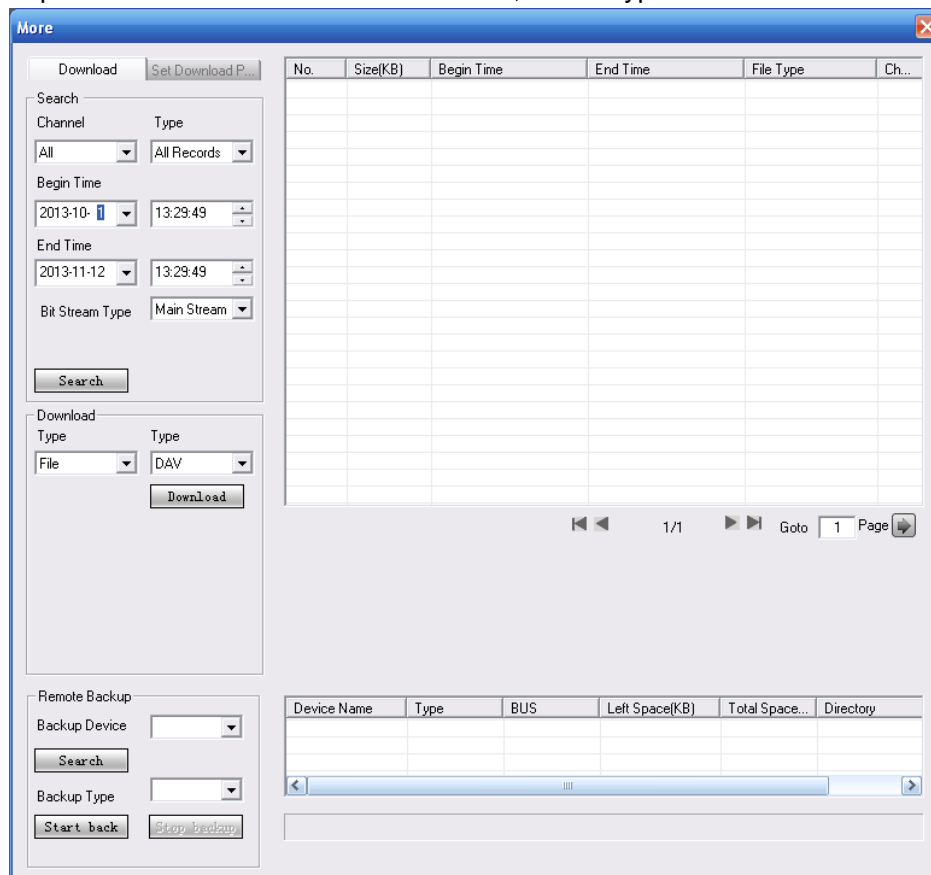 More
Download Set Download P...
No. Size(KB) Begin Time End Time File Type Ch...
Search
Channel Type
All All Records
Begin Time
2013-10- 1 13:29:49
End Time
2013-11-12 13:29:49
Bit Stream Type Main Stream
Search
Download
Type Type
File DAV
Download
1/1 Goto 1 Page
Remote Backup
Backup Device
Search
Backup Type
Start back Stop backup
Device Name Type BUS Left Space(KB) Total Space... Directory